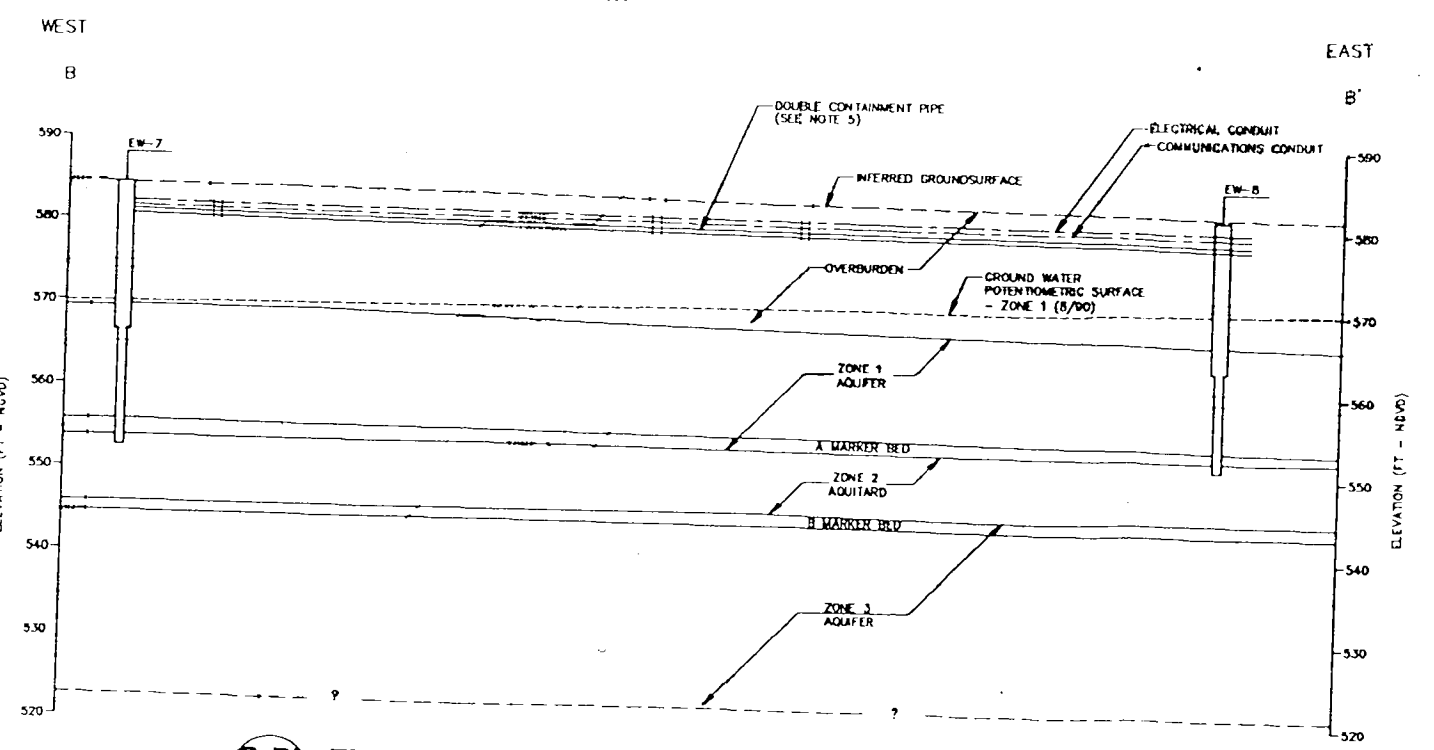 WEST
EAST
B
B'
DOUBLE CONTAINMENT PIPE
(SEE NOTE 5)
ELECTRICAL CONDUIT
COMMUNICATIONS CONDUIT
590
EW-7
590
INFERRED GROUNDSURFACE
EW-8
580
580
OVERBURDEN
GROUND WATER
POTENTIOMETRIC SURFACE
- ZONE 1 (8/90)
570
570
ZONE 1
AQUIFER
560
560
A MARKER BED
550
ZONE 2
AQUITARD
550
B MARKER BED
540
540
ELEVATION (FT - NGVD)
ZONE 3
AQUIFER
530
530
?
?
520
520